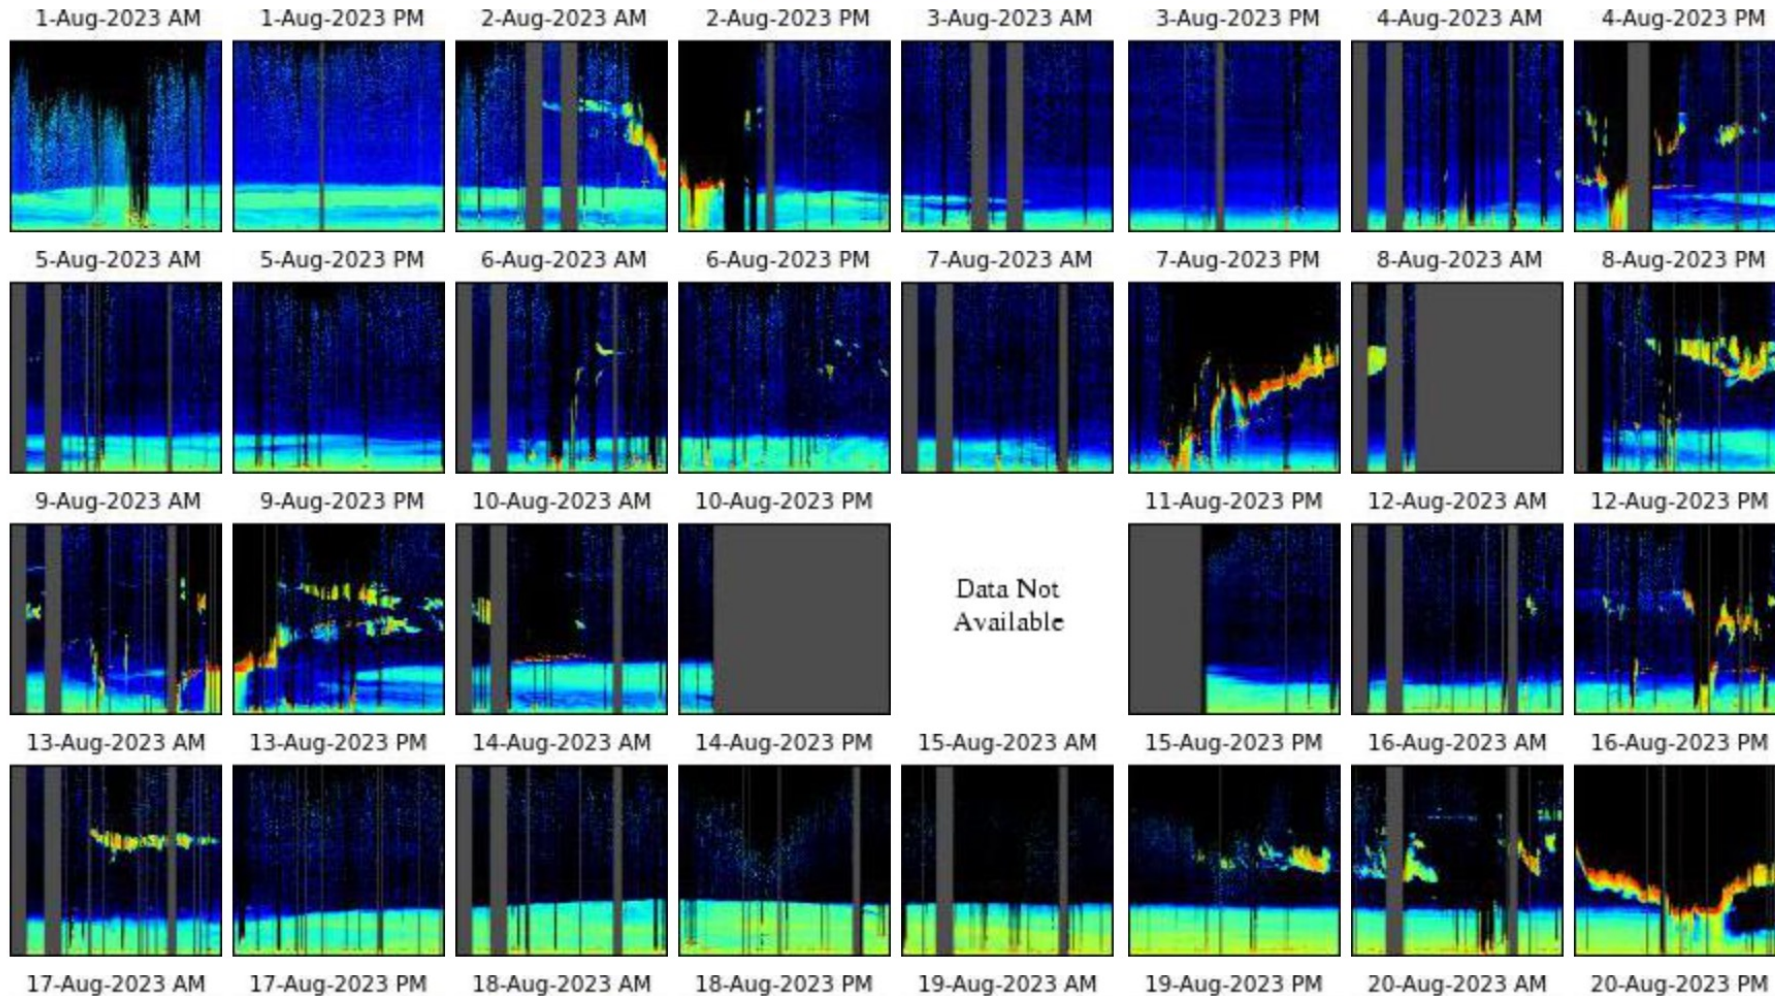 1-Aug-2023 AM 1-Aug-2023 PM 2-Aug-2023 AM 2-Aug-2023 PM 3-Aug-2023 AM 3-Aug-2023 PM 4-Aug-2023 AM 4-Aug-2023 PM
5-Aug-2023 AM 5-Aug-2023 PM 6-Aug-2023 AM 6-Aug-2023 PM 7-Aug-2023 AM 7-Aug-2023 PM 8-Aug-2023 AM 8-Aug-2023 PM
9-Aug-2023 AM 9-Aug-2023 PM 10-Aug-2023 AM 10-Aug-2023 PM 11-Aug-2023 PM 12-Aug-2023 AM 12-Aug-2023 PM
Data Not
Available
13-Aug-2023 AM 13-Aug-2023 PM 14-Aug-2023 AM 14-Aug-2023 PM 15-Aug-2023 AM 15-Aug-2023 PM 16-Aug-2023 AM 16-Aug-2023 PM
17-Aug-2023 AM 17-Aug-2023 PM 18-Aug-2023 AM 18-Aug-2023 PM 19-Aug-2023 AM 19-Aug-2023 PM 20-Aug-2023 AM 20-Aug-2023 PM